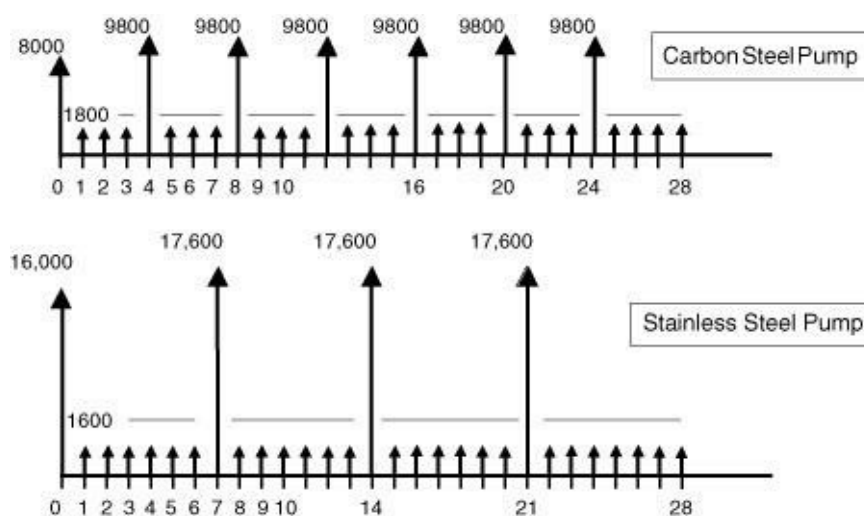 9800 9800 9800 9800 9800 9800
8000
Carbon Steel Pump
1800
0 1 2 3 4 5 6 7 8 9 10 16 20 24 28
17,600 17,600 17,600
16,000
Stainless Steel Pump
1600
0 1 2 3 4 5 6 7 8 9 10 14 21 28